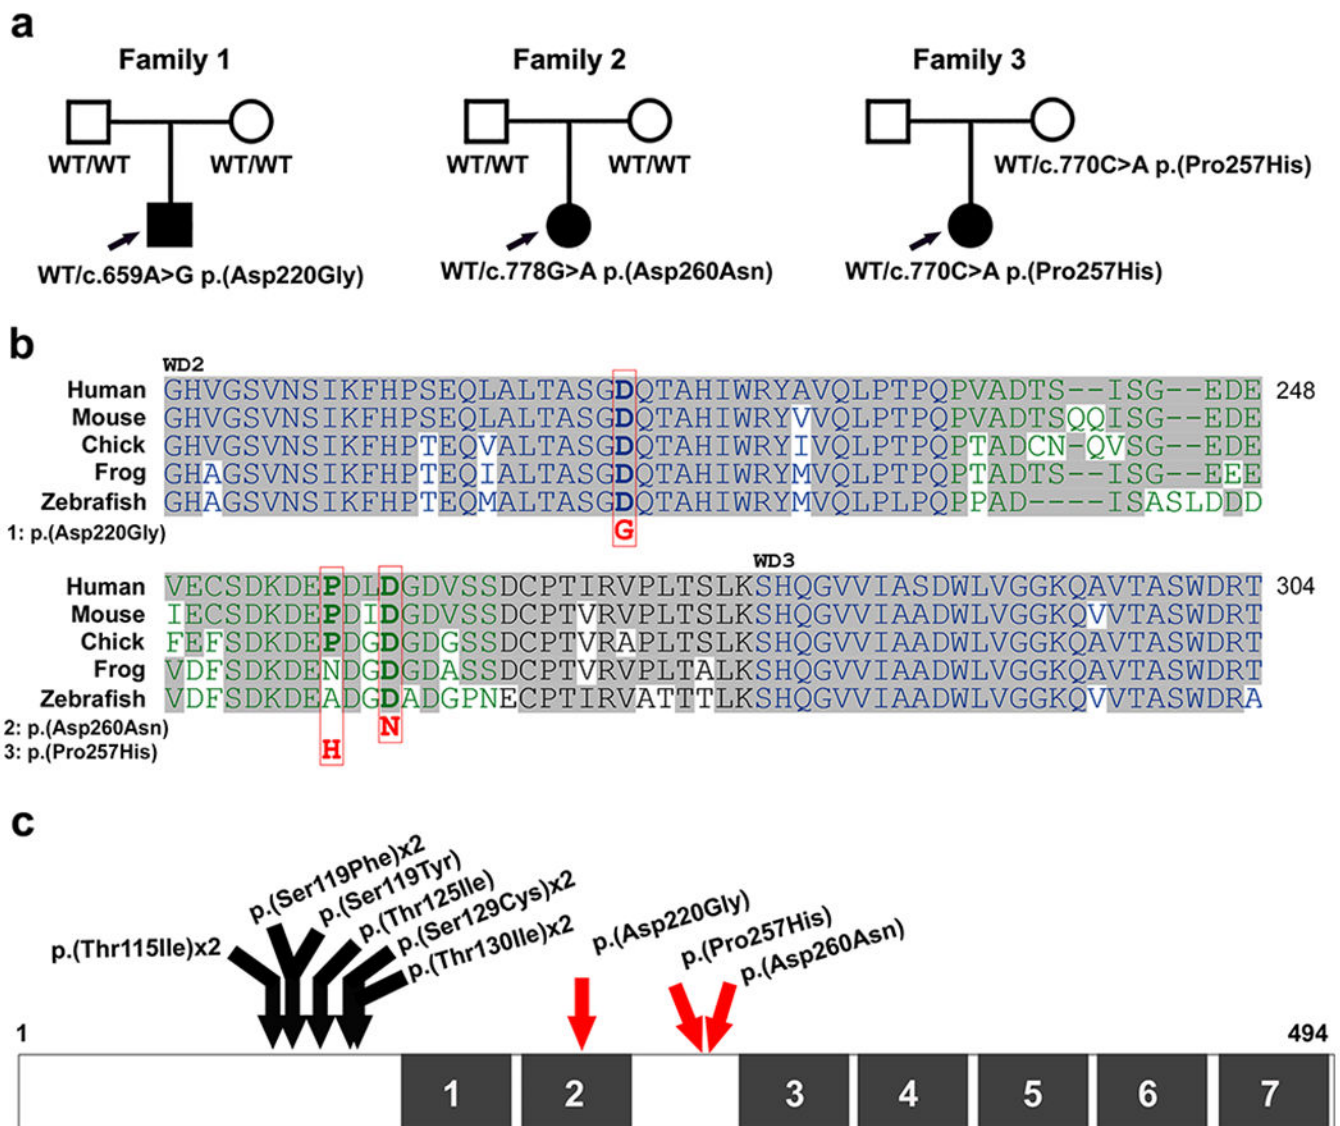 a
Family 1 Family 2 Family 3
WT/WT WT/WT WT/WT WT/WT WT/c.770C>A p.(Pro257His)
WT/c.659A>G p.(Asp220Gly) WT/c.778G>A p.(Asp260Asn) WT/c.770C>A p.(Pro257His)
b
WD2
Human GHVGSVNSIKFHPSEQLALTASGDQTAHIWRYAVQLPTPQPVADTS--ISG--EDE 248
Mouse GHVGSVNSIKFHPSEQLALTASGDQTAHIWRYVVQLPTPQPVADTSQQISG--EDE
Chick GHVGSVNSIKFHPTEQVALTASGDQTAHIWRYIVQLPTPQPTADCN-QVSG--EDE
Frog GHAGSVNSIKFHPTEQIALTASGDQTAHIWRYMVQLPTPQPTADTS--ISG--EEE
Zebrafish GHAGSVNSIKFHPTEQMALTASGDQTAHIWRYMVQLPLPQPPAD----ISASLDDD
1: p.(Asp220Gly) G
WD3
Human VECSDKDEPDLDGDVSSDCPTIRVPLTSLKSHQGVVIASDWLVGGKQAVTASWDRT 304
Mouse IECSDKDEPDIDGDVSSDCPTVRVPLTSLKSHQGVVIAADWLVGGKQVVTASWDRT
Chick FEFSDKDEPDGDGDGSSDCPTVRAPLTSLKSHQGVVIAADWLVGGKQAVTASWDRT
Frog VDFSDKDENDGDGDASSDCPTVRVPLTALKSHQGVVIAADWLVGGKQAVTASWDRT
Zebrafish VDFSDKDEADGDADGPNECPTIRVATTTLKSHQGVVIAADWLVGGKQVVTASWDRA
2: p.(Asp260Asn) N
3: p.(Pro257His) H
c
p.(Thr115Ile)x2
p.(Ser119Phe)x2
p.(Ser119Tyr)
p.(Thr125Ile)
p.(Ser129Cys)x2
p.(Thr130Ile)x2
p.(Asp220Gly)
p.(Pro257His)
p.(Asp260Asn)
1 494
1 2 3 4 5 6 7